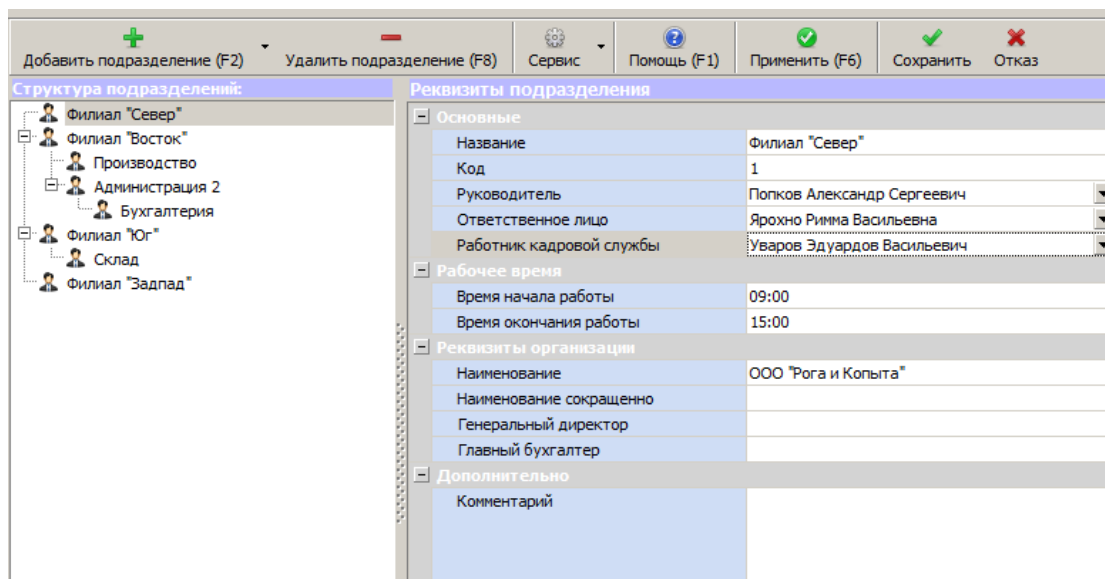 Добавить подразделение (F2) Удалить подразделение (F8) Сервис Помощь (F1) Применить (F6) Сохранить Отказ
Структура подразделений:
Филиал "Север"
Филиал "Восток"
Производство
Администрация 2
Бухгалтерия
Филиал "Юг"
Склад
Филиал "Задпад"
Реквизиты подразделения
Основные
Название Филиал "Север"
Код 1
Руководитель Попков Александр Сергеевич
Ответственное лицо Ярохно Римма Васильевна
Работник кадровой службы Уваров Эдуардов Васильевич
Рабочее время
Время начала работы 09:00
Время окончания работы 15:00
Реквизиты организации
Наименование ООО "Рога и Копыта"
Наименование сокращенно
Генеральный директор
Главный бухгалтер
Дополнительно
Комментарий